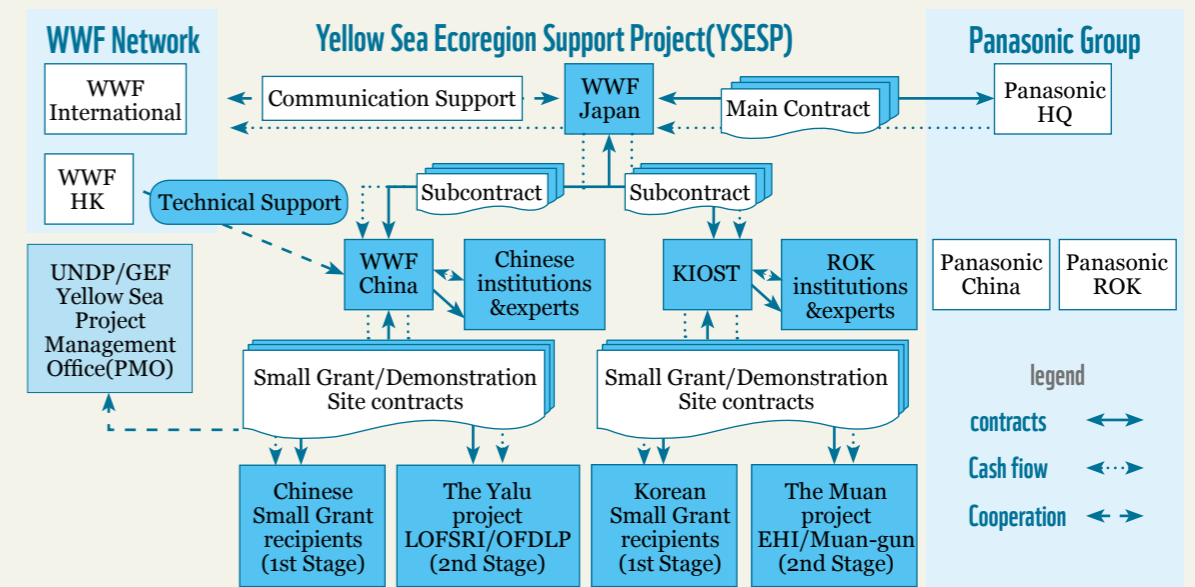 WWF Network
Yellow Sea Ecoregion Support Project(YSESP)
Panasonic Group
WWF
International
Communication Support
WWF
Japan
Main Contract
Panasonic
HQ
WWF
HK
Technical Support
Subcontract
Subcontract
UNDP/GEF
Yellow Sea
Project
Management
Office(PMO)
WWF
China
Chinese
institutions
&experts
KIOST
ROK
institutions
&experts
Panasonic
China
Panasonic
ROK
Small Grant/Demonstration
Site contracts
Small Grant/Demonstration
Site contracts
legend
contracts
Cash flow
Cooperation
Chinese
Small Grant
recipients
(1st Stage)
The Yalu
project
LOFSRI/OFDLP
(2nd Stage)
Korean
Small Grant
recipients
(1st Stage)
The Muan
project
EHI/Muan-gun
(2nd Stage)